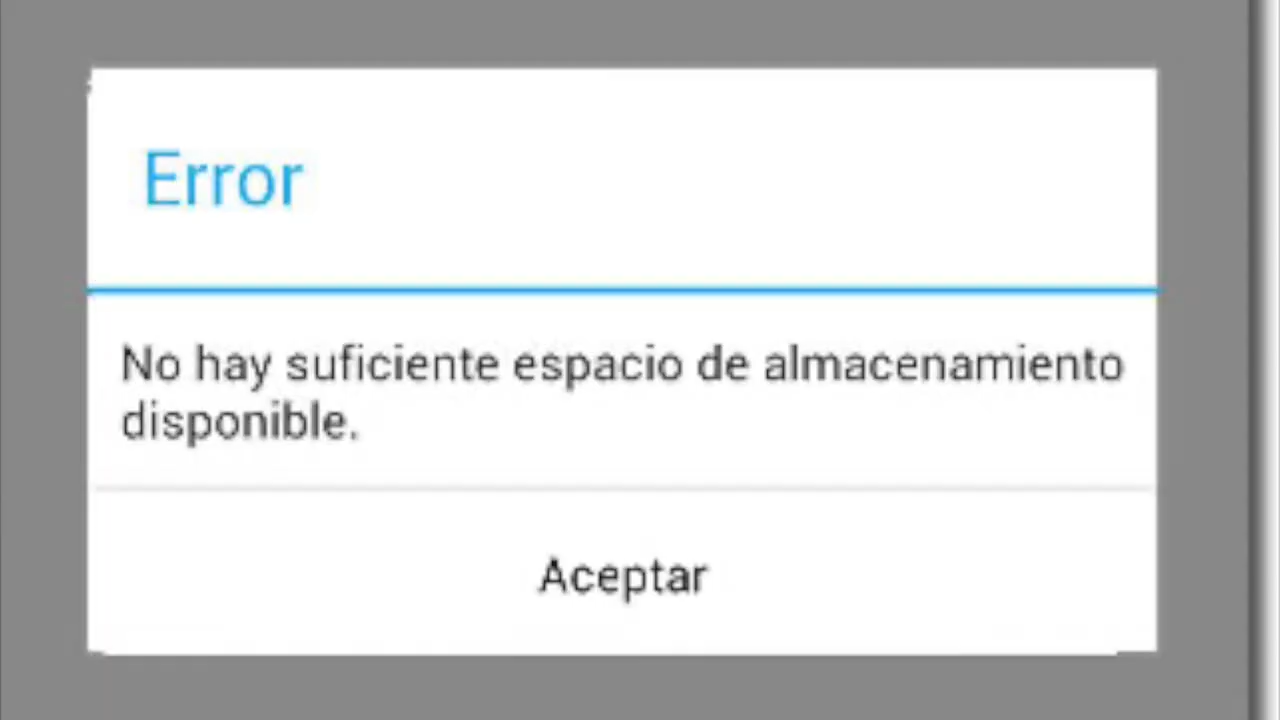 Error
No hay suficiente espacio de almacenamiento
disponible.
Aceptar